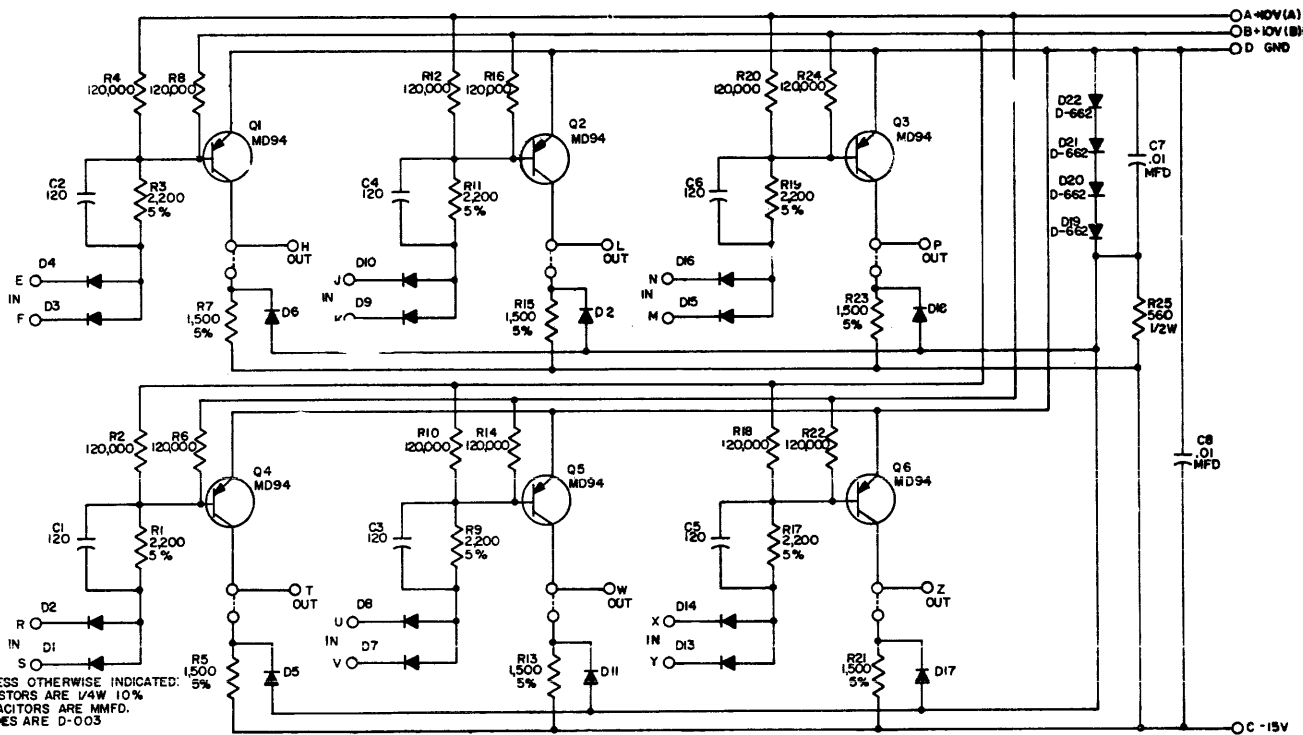 A+10V(A)
B+10V(B)
D GND
R4
120,000
R8
120,000
R12
120,000
R16
120,000
R20
120,000
R24
120,000
Q1
MD94
Q2
MD94
Q3
MD94
D22
D-662
D21
D-662
D20
D-662
D19
D-662
C7
.01
MFD
C2
120
R3
2,200
5%
C4
120
R11
2,200
5%
C6
120
R19
2,200
5%
H
OUT
L
OUT
P
OUT
D4
E
IN
D3
F
D10
J
IN
D9
D16
N
IN
D15
M
R7
1,500
5%
D6
R15
1,500
5%
D 2
R23
1,500
5%
D18
R25
560
1/2W
R2
120,000
R6
120,000
R10
120,000
R14
120,000
R18
120,000
R22
120,000
Q4
MD94
Q5
MD94
Q6
MD94
C8
.01
MFD
C1
120
R1
2,200
5%
C3
120
R9
2,200
5%
C5
120
R17
2,200
5%
T
OUT
W
OUT
Z
OUT
D2
R
IN
D1
S
D8
U
IN
D7
V
D14
X
IN
D13
Y
R5
1,500
5%
D5
R13
1,500
5%
D11
R21
1,500
5%
D17
ESS OTHERWISE INDICATED:
STORS ARE 1/4W 10%
ACITORS ARE MMFD.
ES ARE D-003
C -15V